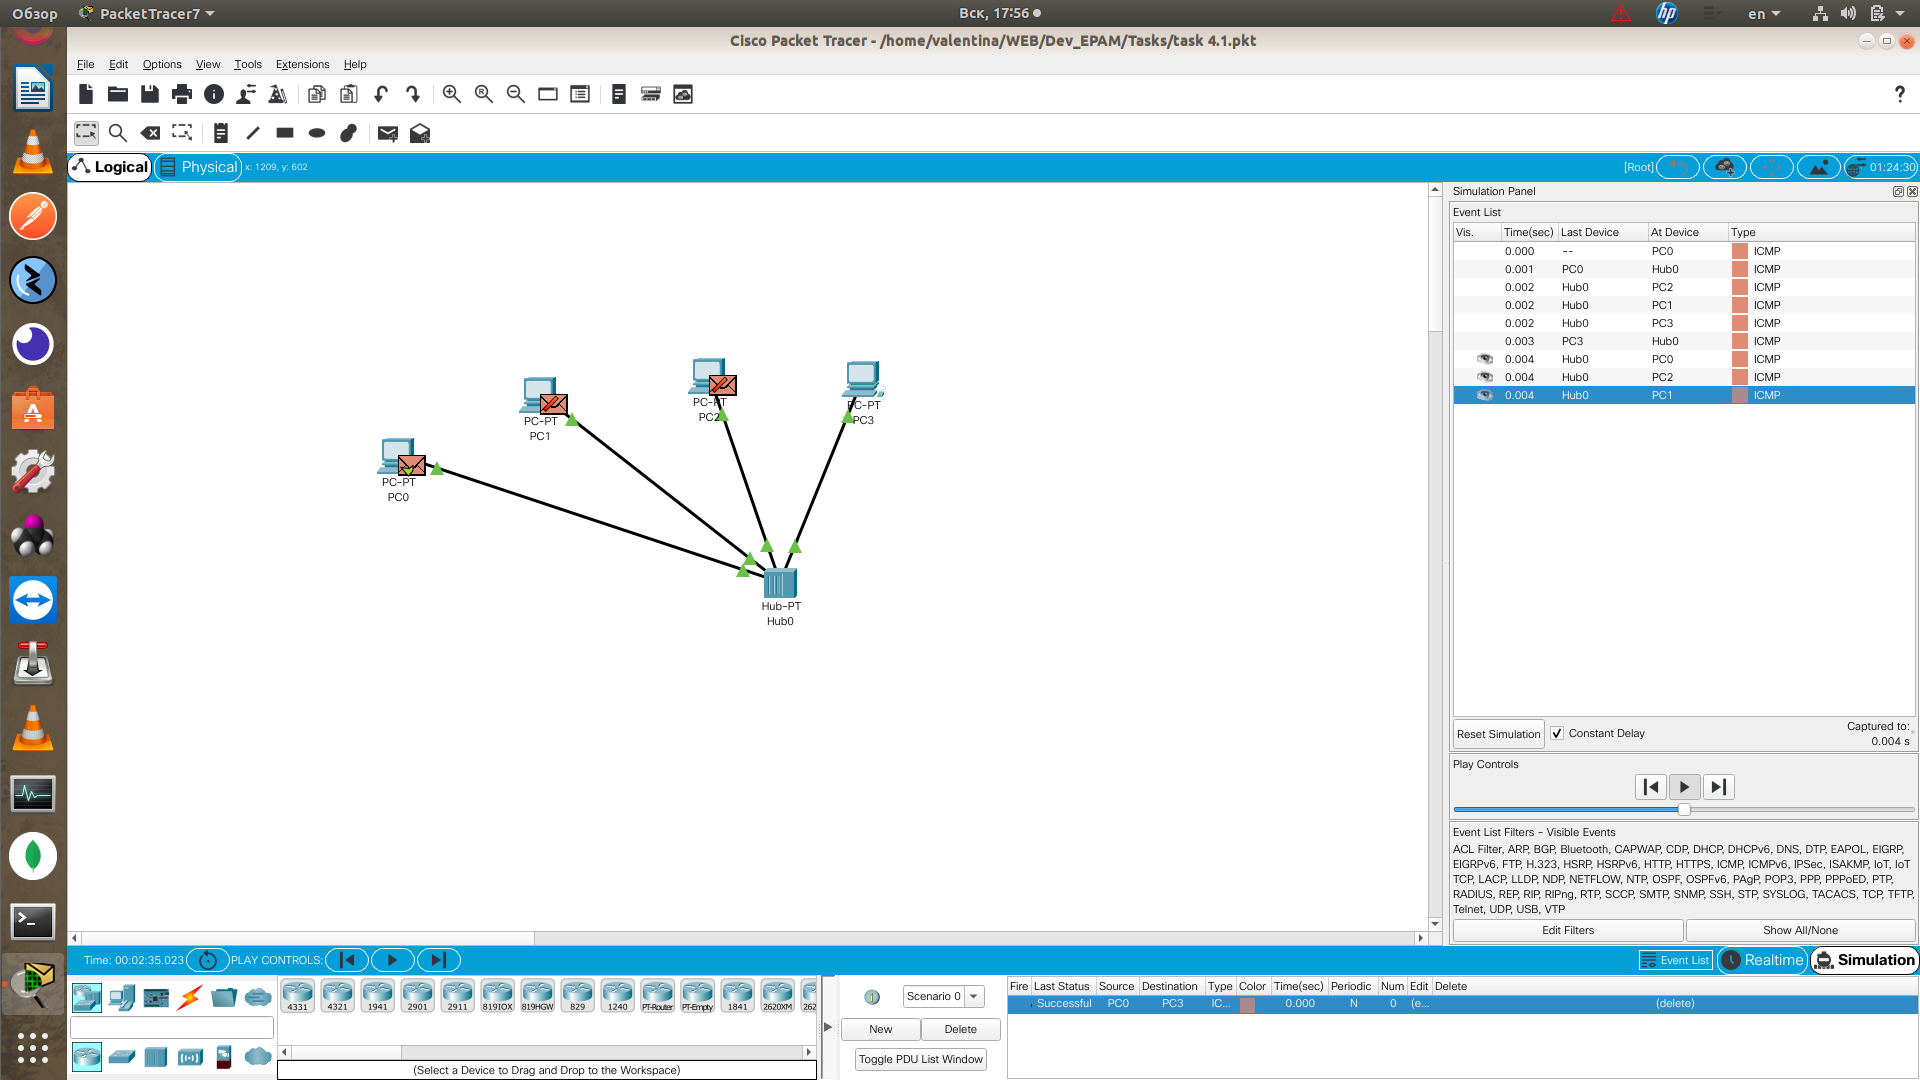 Обзор PacketTracer7 Вск, 17:56 en
Cisco Packet Tracer - /home/valentina/WEB/Dev_EPAM/Tasks/task 4.1.pkt
File Edit Options View Tools Extensions Help
Logical Physical x: 1209, y: 602 [Root] 01:24:30
Simulation Panel
Event List
Vis. Time(sec) Last Device At Device Type
0.000 -- PC0 ICMP
0.001 PC0 Hub0 ICMP
0.002 Hub0 PC2 ICMP
0.002 Hub0 PC1 ICMP
0.002 Hub0 PC3 ICMP
0.003 PC3 Hub0 ICMP
0.004 Hub0 PC0 ICMP
0.004 Hub0 PC2 ICMP
0.004 Hub0 PC1 ICMP
PC-PT
PC0
PC-PT
PC1
PC-PT
PC2
PC-PT
PC3
Hub-PT
Hub0
Reset Simulation Constant Delay Captured to:
0.004 s
Play Controls
Event List Filters - Visible Events
ACL Filter, ARP, BGP, Bluetooth, CAPWAP, CDP, DHCP, DHCPv6, DNS, DTP, EAPOL, EIGRP,
EIGRPv6, FTP, H.323, HSRP, HSRPv6, HTTP, HTTPS, ICMP, ICMPv6, IPSec, ISAKMP, IoT, IoT
TCP, LACP, LLDP, NDP, NETFLOW, NTP, OSPF, OSPFv6, PAgP, POP3, PPP, PPPoED, PTP,
RADIUS, REP, RIP, RIPng, RTP, SCCP, SMTP, SNMP, SSH, STP, SYSLOG, TACACS, TCP, TFTP,
Telnet, UDP, USB, VTP
Edit Filters Show All/None
Time: 00:02:35.023 PLAY CONTROLS: Event List Realtime Simulation
4331 4321 1941 2901 2911 819IOX 819HGW 829 1240 PT-Router PT-Empty 1841 2620XM 262
(Select a Device to Drag and Drop to the Workspace)
Scenario 0
New Delete
Toggle PDU List Window
Fire Last Status Source Destination Type Color Time(sec) Periodic Num Edit Delete
Successful PC0 PC3 IC... 0.000 N 0 (e... (delete)